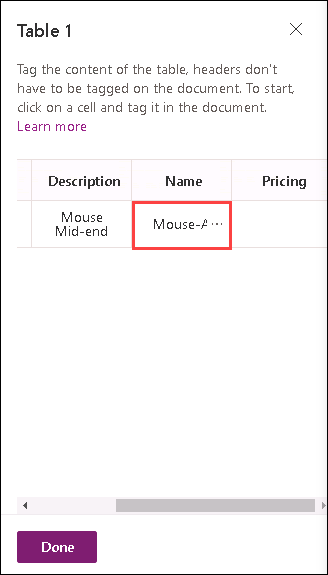 Table 1
Tag the content of the table, headers don't
have to be tagged on the document. To start,
click on a cell and tag it in the document.
Learn more
Description Name Pricing
Mouse
Mid-end
Mouse-A···
Done